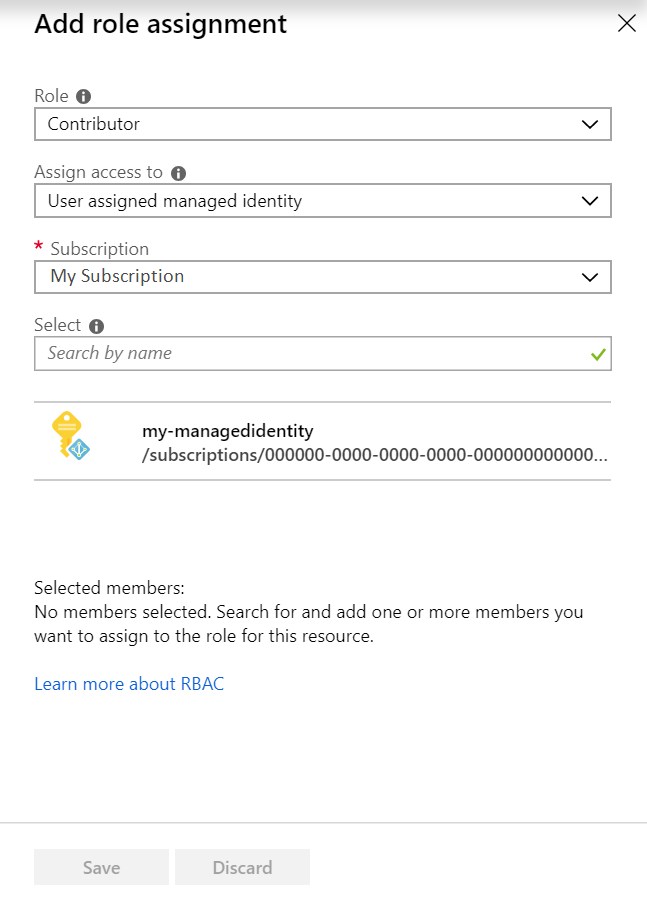 Add role assignment
Role
Contributor
Assign access to
User assigned managed identity
* Subscription
My Subscription
Select
Search by name
my-managedidentity
/subscriptions/000000-0000-0000-0000-000000000000...
Selected members:
No members selected. Search for and add one or more members you
want to assign to the role for this resource.
Learn more about RBAC
Save
Discard